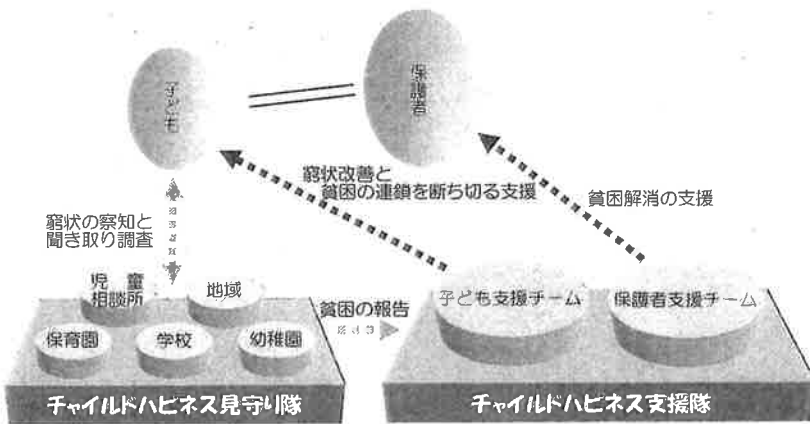 子ども
保護者
窮状改善と
貧困の連鎖を断ち切る支援
貧困解消の支援
窮状の察知と
聞き取り調査
児童
相談所
地域
保育園
学校
幼稚園
貧困の報告
子ども支援チーム
保護者支援チーム
チャイルドハピネス見守り隊
チャイルドハピネス支援隊